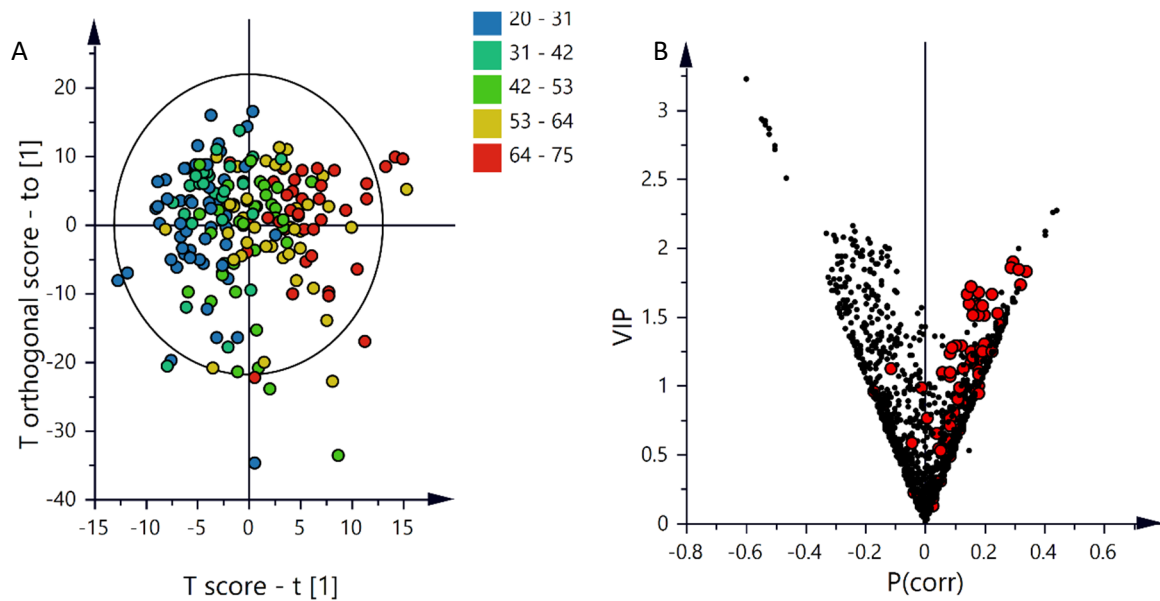 A
20 - 31
31 - 42
42 - 53
53 - 64
64 - 75
20
10
0
-10
-20
-30
-40
-15
-10
-5
0
5
10
15
T orthogonal score - to [1]
T score - t [1]
B
3
2.5
2
1.5
1
0.5
0
-0.8
-0.6
-0.4
-0.2
0
0.2
0.4
0.6
VIP
P(corr)